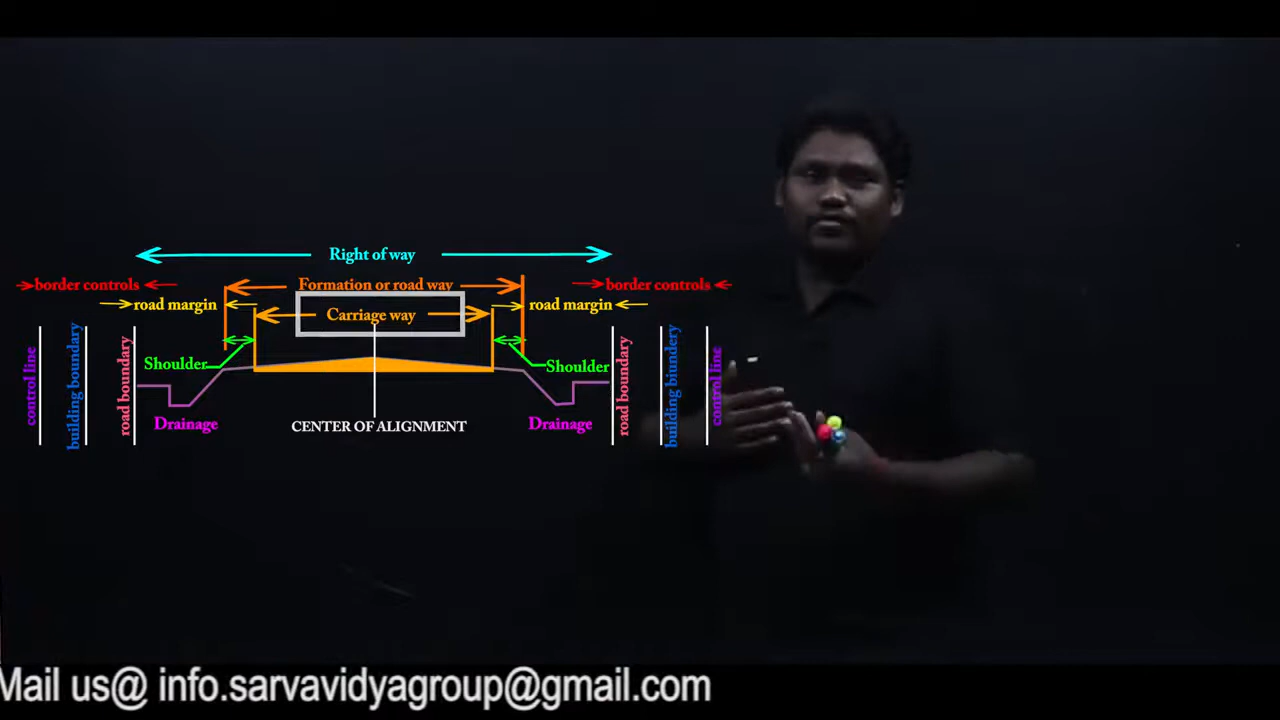 Right of way
border controls
Formation or road way
border controls
road margin
Carriage way
road margin
control line
building boundary
road boundary
Shoulder
Shoulder
road boundary
building biundery
control line
Drainage
CENTER OF ALIGNMENT
Drainage
Mail us@ info.sarvavidyagroup@gmail.com